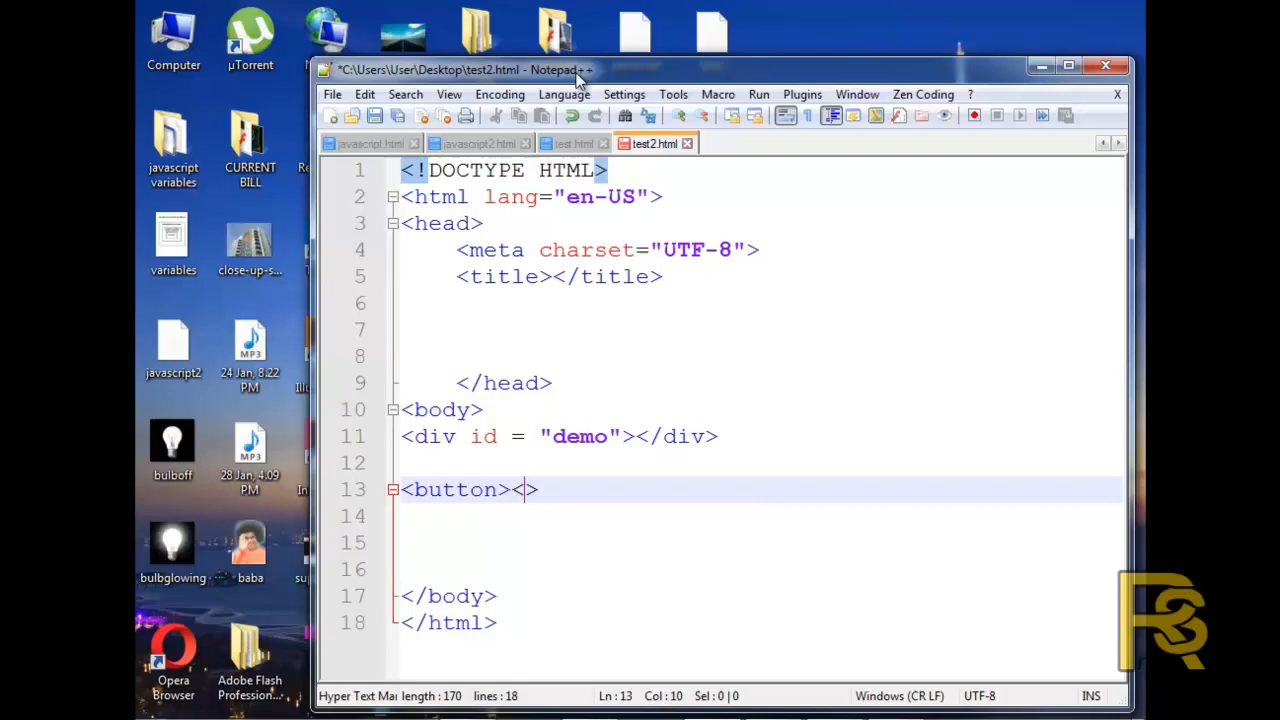 Computer
µTorrent
*C:\Users\User\Desktop\test2.html - Notepad++
File Edit Search View Encoding Language Settings Tools Macro Run Plugins Window Zen Coding ? X
javascript.html javascript2.html test.html test2.html
javascript variables
CURRENT BILL
variables
close-up-s...
javascript2
MP3
24 Jan, 8.22 PM
bulboff
MP3
28 Jan, 4.09 PM
bulbglowing
baba
Opera Browser
Adobe Flash Profession...
1 <!DOCTYPE HTML>
2 <html lang="en-US">
3 <head>
4 <meta charset="UTF-8">
5 <title></title>
6
7
8
9 </head>
10 <body>
11 <div id = "demo"></div>
12
13 <button><>
14
15
16
17 </body>
18 </html>
Hyper Text Mar length : 170 lines : 18 Ln : 13 Col : 10 Sel : 0 | 0 Windows (CR LF) UTF-8 INS